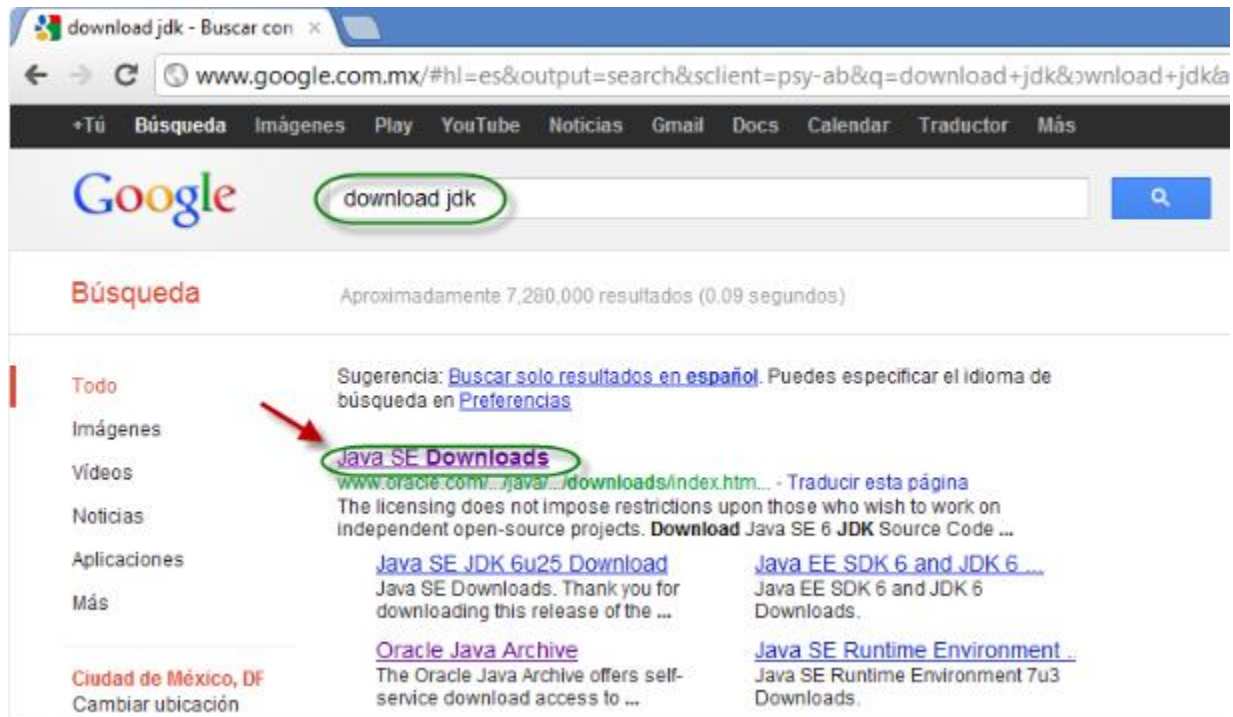 download jdk - Buscar con
www.google.com.mx/#hl=es&output=search&sclient=psy-ab&q=download+jdk&ownload+jdk&a
+Tú Búsqueda Imágenes Play YouTube Noticias Gmail Docs Calendar Traductor Más
Google
download jdk
Búsqueda
Aproximadamente 7,280,000 resultados (0.09 segundos)
Todo
Imágenes
Vídeos
Noticias
Aplicaciones
Más
Ciudad de México, DF
Cambiar ubicación
Sugerencia: Buscar solo resultados en español. Puedes especificar el idioma de
búsqueda en Preferencias
Java SE Downloads
www.oracle.com/.../java/.../downloads/index.htm... - Traducir esta página
The licensing does not impose restrictions upon those who wish to work on
independent open-source projects. Download Java SE 6 JDK Source Code ...
Java SE JDK 6u25 Download
Java SE Downloads. Thank you for
downloading this release of the ...
Java EE SDK 6 and JDK 6 ...
Java EE SDK 6 and JDK 6
Downloads.
Oracle Java Archive
The Oracle Java Archive offers self-
service download access to ...
Java SE Runtime Environment ..
Java SE Runtime Environment 7u3
Downloads.